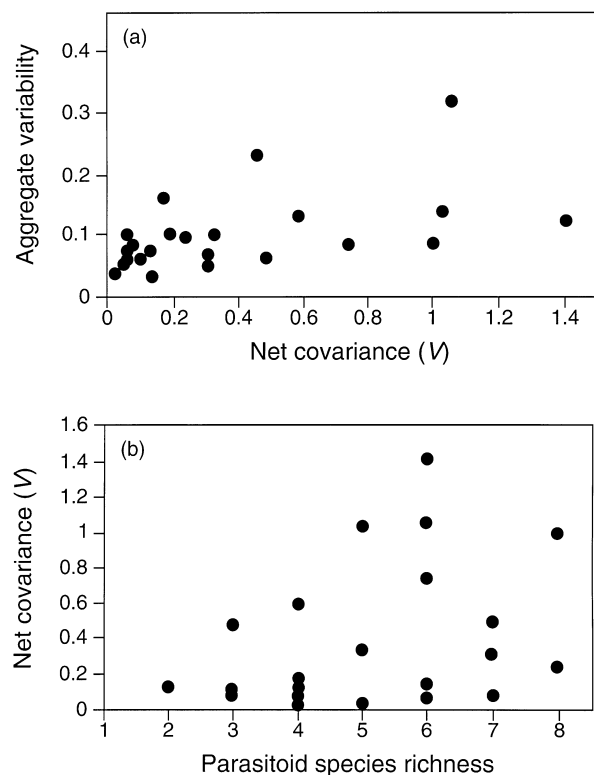 (a)
Aggregate variability
0.4
0.3
0.2
0.1
0
0 0.2 0.4 0.6 0.8 1 1.2 1.4
Net covariance (V)
(b)
Net covariance (V)
1.6
1.4
1.2
1
0.8
0.6
0.4
0.2
0
1 2 3 4 5 6 7 8
Parasitoid species richness